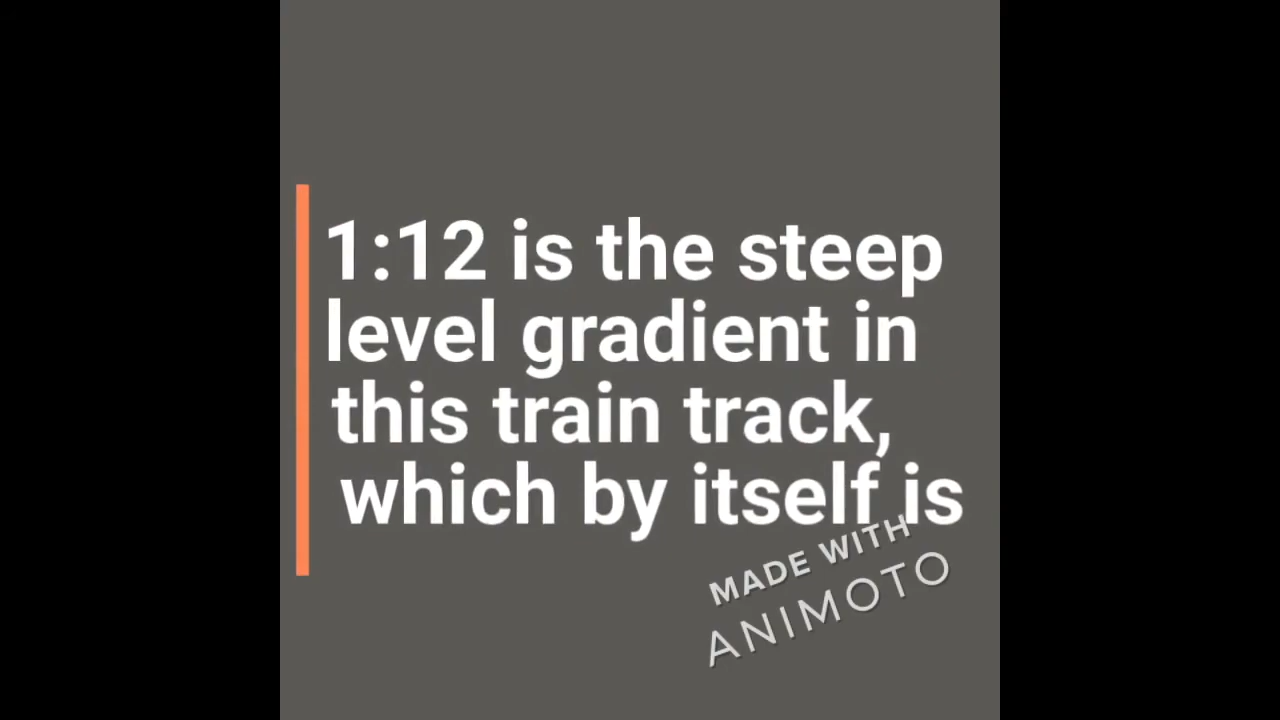 1:12 is the steep
level gradient in
this train track,
which by itself is
MADE WITH
ANIMOTO